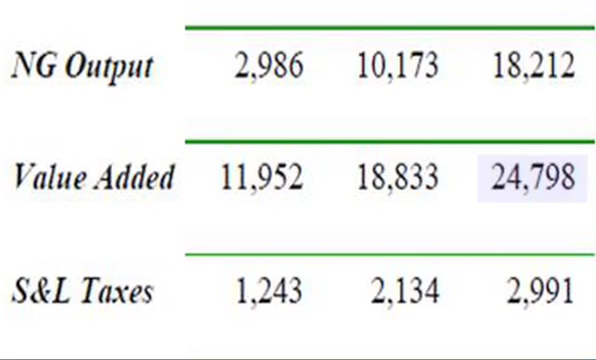 NG Output 2,986 10,173 18,212
Value Added 11,952 18,833 24,798
S&L Taxes 1,243 2,134 2,991